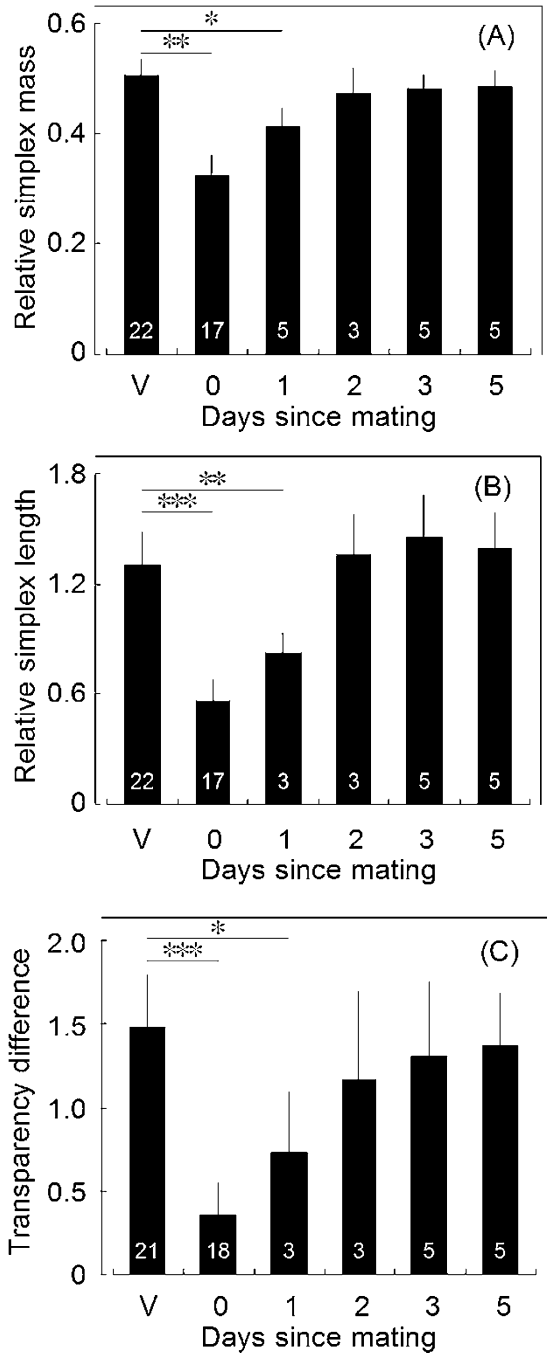 (A)
Relative simplex mass
0.6
0.4
0.2
0
*
**
22 17 5 3 5 5
V 0 1 2 3 5
Days since mating
(B)
Relative simplex length
1.8
1.2
0.6
0
**
***
22 17 3 3 5 5
V 0 1 2 3 5
Days since mating
(C)
Transparency difference
2.0
1.5
1.0
0.5
0
*
***
21 18 3 3 5 5
V 0 1 2 3 5
Days since mating